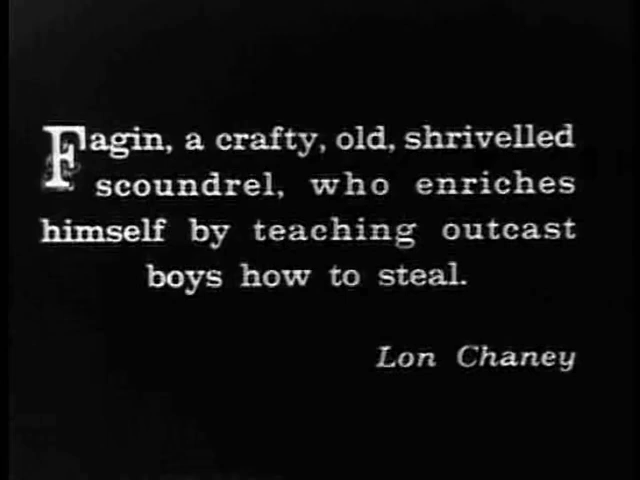 Fagin, a crafty, old, shrivelled
scoundrel, who enriches
himself by teaching outcast
boys how to steal.
Lon Chaney